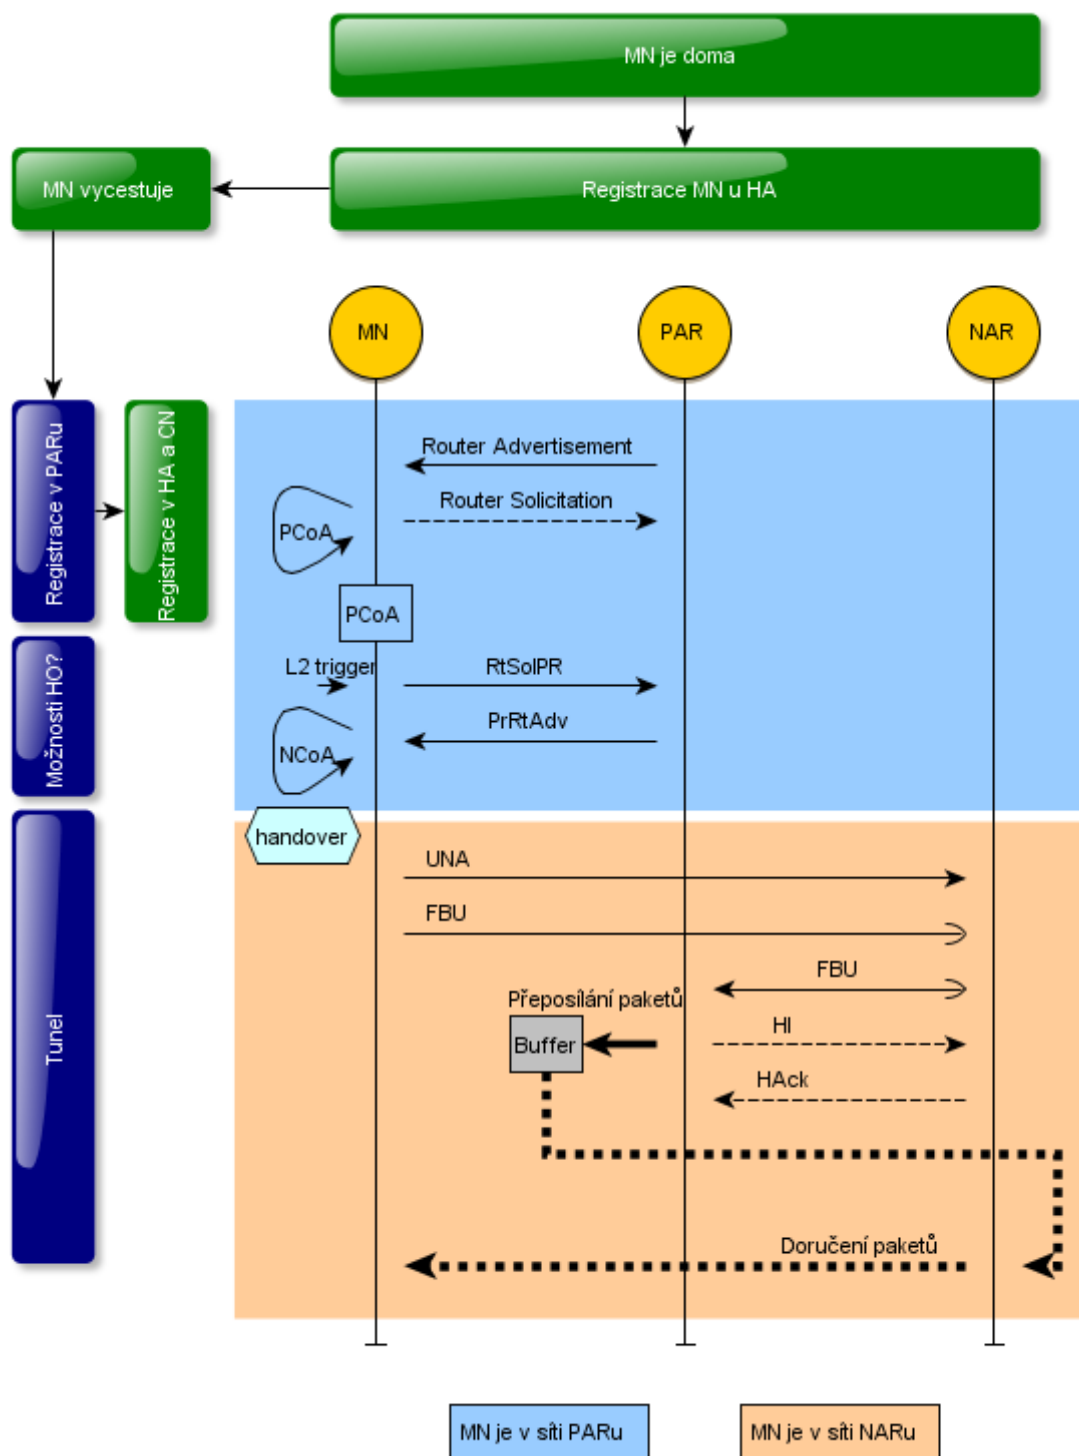 MN je doma
MN vycestuje
Registrace MN u HA
MN
PAR
NAR
Registrace v PARu
Registrace v HA a CN
Router Advertisement
Router Solicitation
PCoA
PCoA
Možnosti HO?
L2 trigger
RtSolPR
PrRtAdv
NCoA
handover
Tunel
UNA
FBU
FBU
Přeposílání paketů
HI
Buffer
HAck
Doručení paketů
MN je v síti PARu
MN je v síti NARu